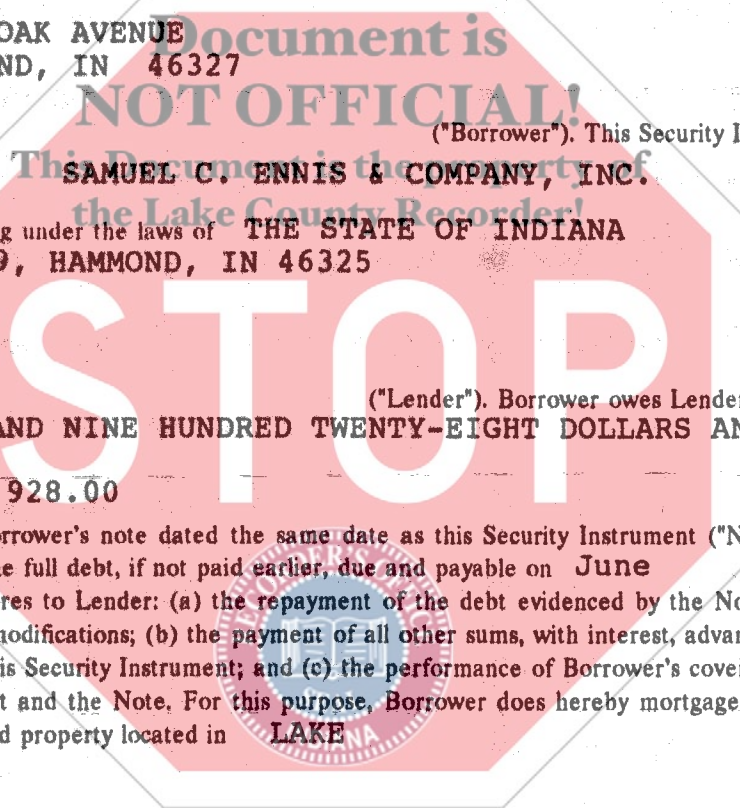 OAK AVENUE
Document is
ND, IN 46327
NOT OFFICIAL!
("Borrower"). This Security I
This Document is the property of
SAMUEL C. ENNIS & COMPANY, INC.
the Lake County Recorder!
g under the laws of THE STATE OF INDIANA
9, HAMMOND, IN 46325
STOP
("Lender"). Borrower owes Lender
AND NINE HUNDRED TWENTY-EIGHT DOLLARS AN
928.00
orrower's note dated the same date as this Security Instrument ("N
e full debt, if not paid earlier, due and payable on June
res to Lender: (a) the repayment of the debt evidenced by the No
nodifications; (b) the payment of all other sums, with interest, advan
is Security Instrument; and (c) the performance of Borrower's cove
t and the Note. For this purpose, Borrower does hereby mortgage
d property located in LAKE
INDIANA